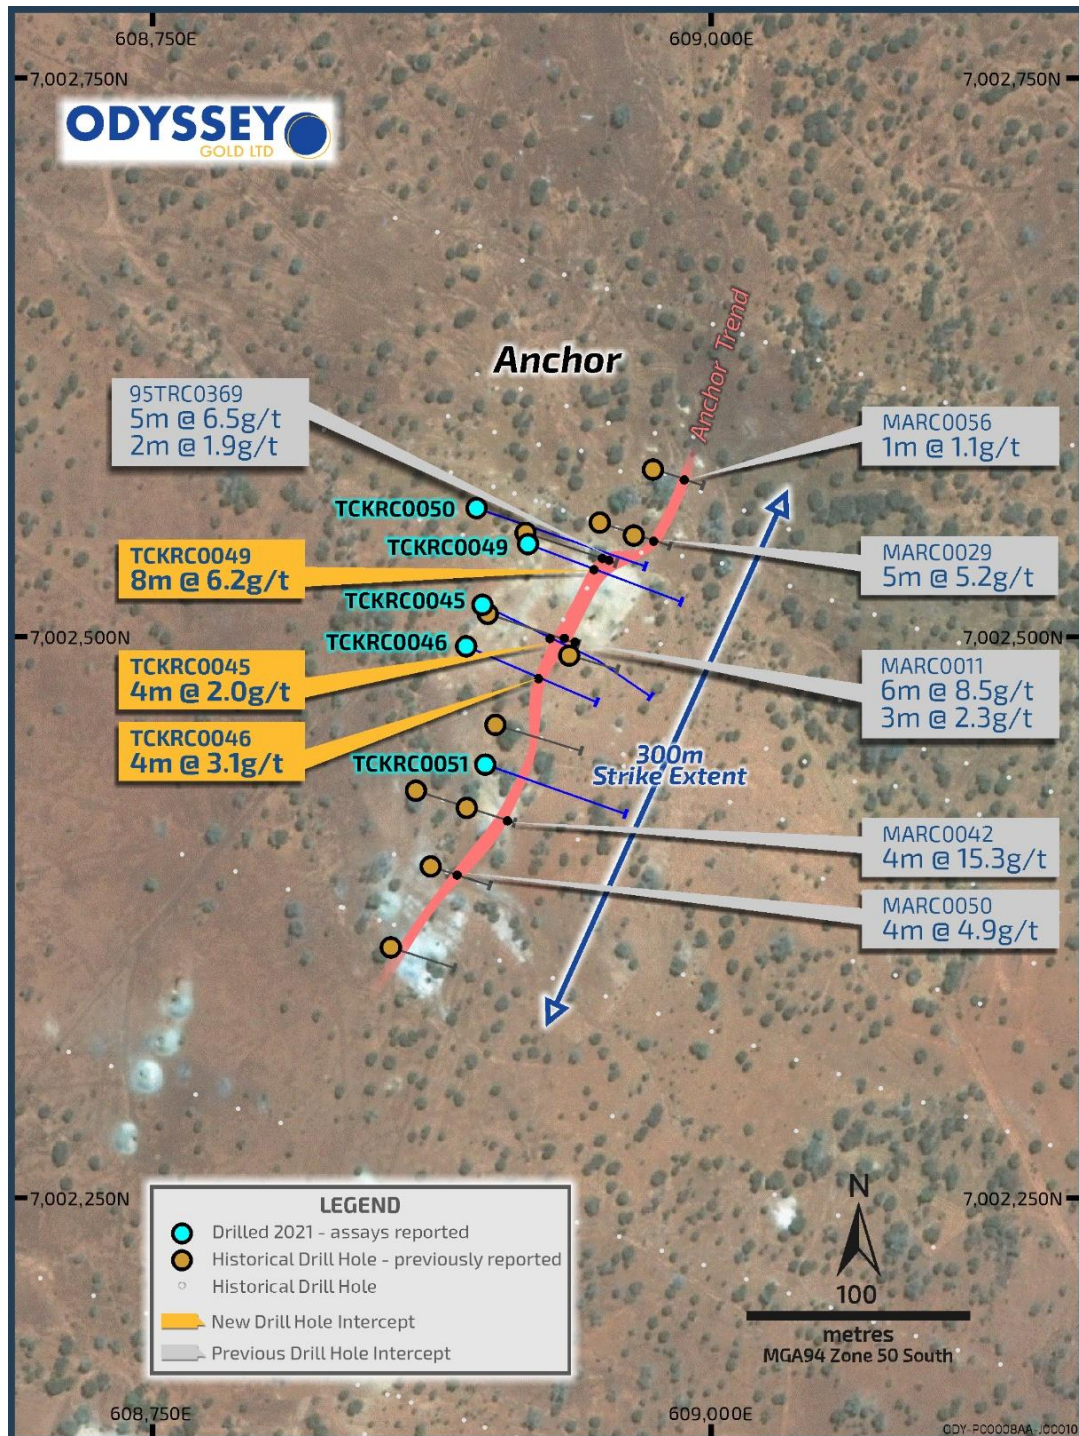 608,750E
609,000E
7,002,750N
7,002,750N
ODYSSEY
GOLD LTD
Anchor
Anchor Trend
95TRC0369
5m @ 6.5g/t
2m @ 1.9g/t
MARC0056
1m @ 1.1g/t
TCKRC0050
TCKRC0049
TCKRC0049
8m @ 6.2g/t
MARC0029
5m @ 5.2g/t
TCKRC0045
7,002,500N
TCKRC0046
7,002,500N
TCKRC0045
4m @ 2.0g/t
MARC0011
6m @ 8.5g/t
3m @ 2.3g/t
TCKRC0046
4m @ 3.1g/t
TCKRC0051
300m
Strike Extent
MARC0042
4m @ 15.3g/t
MARC0050
4m @ 4.9g/t
7,002,250N
7,002,250N
LEGEND
Drilled 2021 - assays reported
Historical Drill Hole - previously reported
Historical Drill Hole
New Drill Hole Intercept
Previous Drill Hole Intercept
N
100
metres
MGA94 Zone 50 South
608,750E
609,000E
ODY-P00008AA-J00010